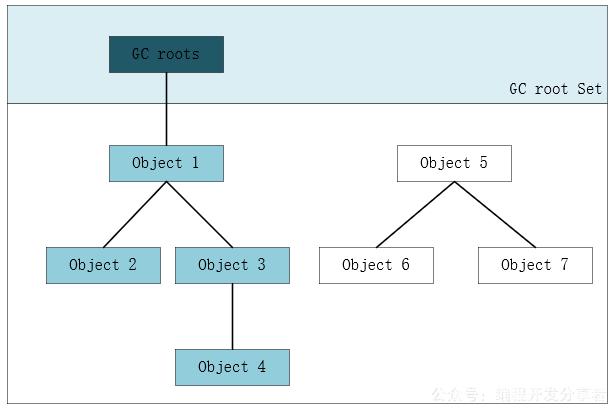 GC roots
GC root Set
Object 1
Object 5
Object 2
Object 3
Object 6
Object 7
Object 4
公众号: 编程开发分享者